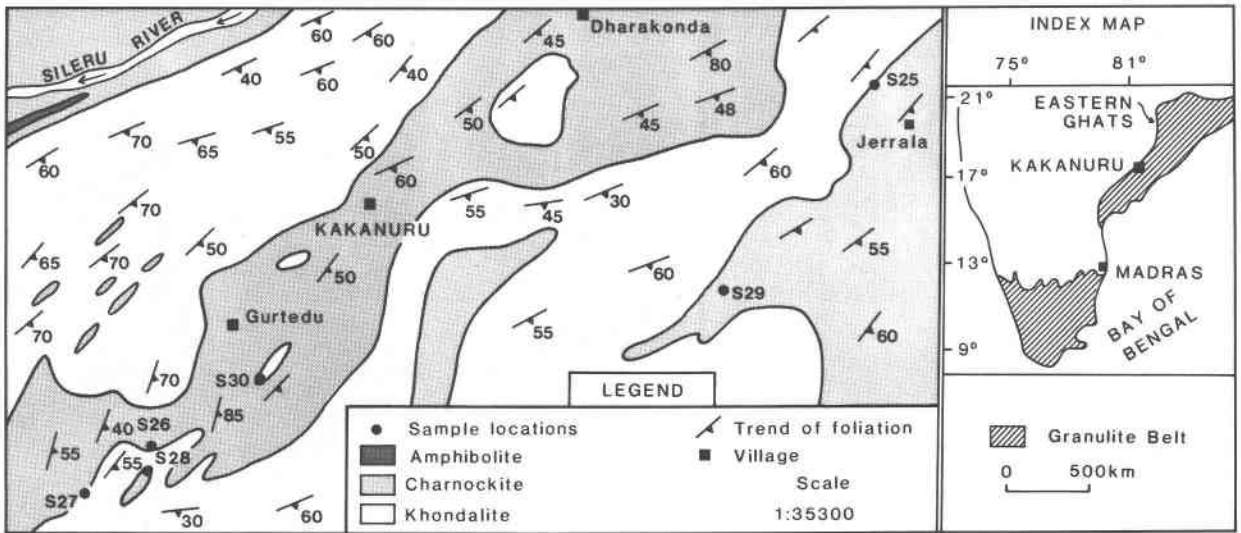 Dharakonda
INDEX MAP
SILERU RIVER
60
60
45
75° 81°
40
60
40
80
S25
21°
EASTERN
GHATS
70
65
55
50
50
45
48
Jerrala
KAKANURU
60
60
60
17°
70
KAKANURU
55
45
30
65
70
50
50
60
55
13°
MADRAS
S29
BAY OF
BENGAL
70
Gurtedu
55
60
9°
70
S30
LEGEND
40
S26
85
Sample locations
Trend of foliation
Granulite Belt
55
55
S28
Amphibolite
Village
0 500km
S27
Charnockite
Scale
30
60
Khondalite
1:35300